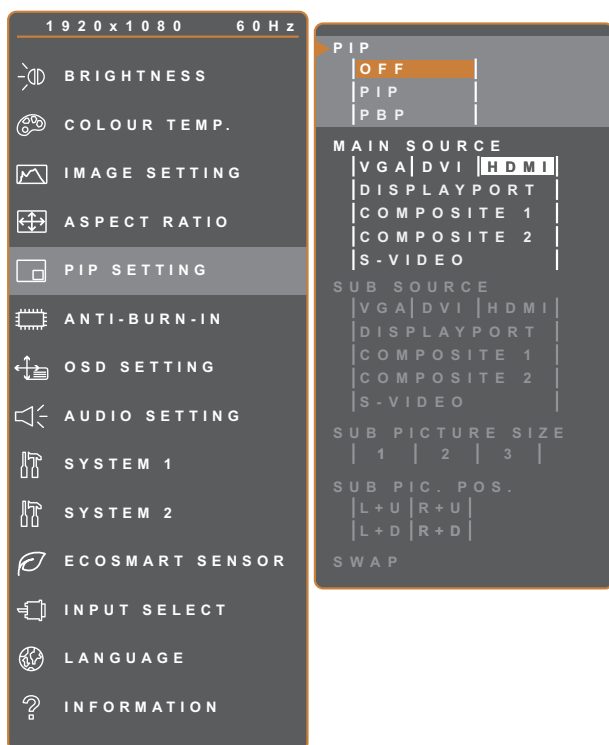 1920x1080 60Hz
BRIGHTNESS
COLOUR TEMP.
IMAGE SETTING
ASPECT RATIO
PIP SETTING
ANTI-BURN-IN
OSD SETTING
AUDIO SETTING
SYSTEM 1
SYSTEM 2
ECOSMART SENSOR
INPUT SELECT
LANGUAGE
INFORMATION
PIP
OFF
PIP
PBP
MAIN SOURCE
VGA DVI HDMI
DISPLAYPORT
COMPOSITE 1
COMPOSITE 2
S-VIDEO
SUB SOURCE
VGA DVI HDMI
DISPLAYPORT
COMPOSITE 1
COMPOSITE 2
S-VIDEO
SUB PICTURE SIZE
1 2 3
SUB PIC. POS.
L+U R+U
L+D R+D
SWAP